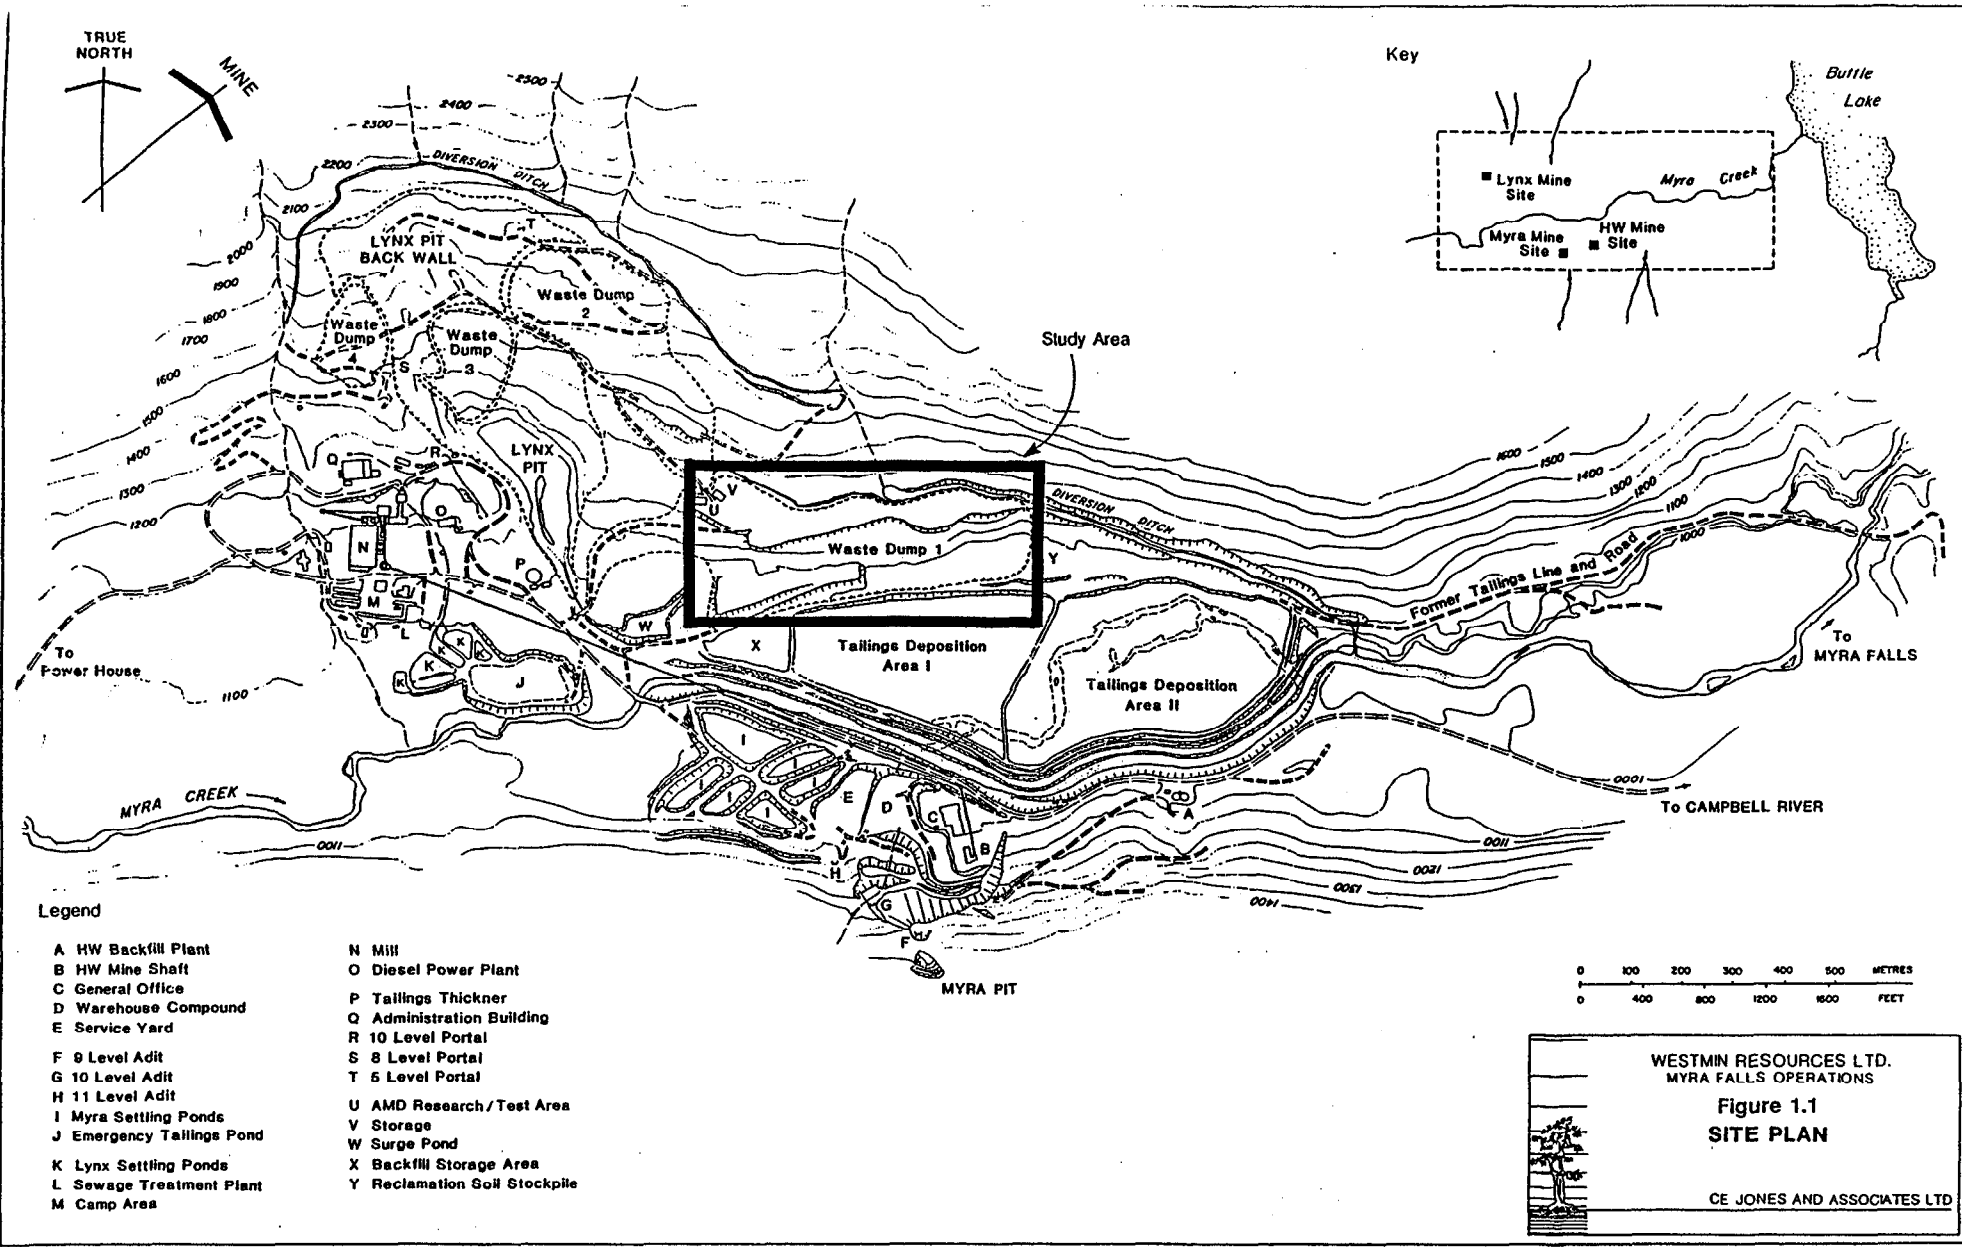 TRUE
NORTH
MINE
Key
Buttle
Lake
Lynx Mine
Site
Myra Creek
HW Mine
Site
Myra Mine
Site
2500
2400
2300
2200
2100
2000
1900
1800
1700
1600
1500
1400
1300
1200
DIVERSION DITCH
T
LYNX PIT
BACK WALL
Waste Dump
2
Waste
Dump
4
Waste
Dump
3
S
Study Area
LYNX
PIT
Q
R
O
N
P
M
L
V
U
Waste Dump 1
DIVERSION DITCH
Y
W
X
Tailings Deposition
Area I
Tailings Deposition
Area II
1600
1500
1400
1300
1200
1100
1000
Former Tailings Line and Road
To
MYRA FALLS
To
Power House
1100
K
K
K
K
K
J
MYRA CREEK
1100
I
I
I
I
I
I
E
D
C
B
A
H
G
F
MYRA PIT
1000
To CAMPBELL RIVER
1100
1200
1300
1400
Legend
A HW Backfill Plant
B HW Mine Shaft
C General Office
D Warehouse Compound
E Service Yard
F 9 Level Adit
G 10 Level Adit
H 11 Level Adit
I Myra Settling Ponds
J Emergency Tailings Pond
K Lynx Settling Ponds
L Sewage Treatment Plant
M Camp Area
N Mill
O Diesel Power Plant
P Tailings Thickner
Q Administration Building
R 10 Level Portal
S 8 Level Portal
T 5 Level Portal
U AMD Research/Test Area
V Storage
W Surge Pond
X Backfill Storage Area
Y Reclamation Soil Stockpile
0 100 200 300 400 500 METRES
0 400 800 1200 1600 FEET
WESTMIN RESOURCES LTD.
MYRA FALLS OPERATIONS
Figure 1.1
SITE PLAN
CE JONES AND ASSOCIATES LTD